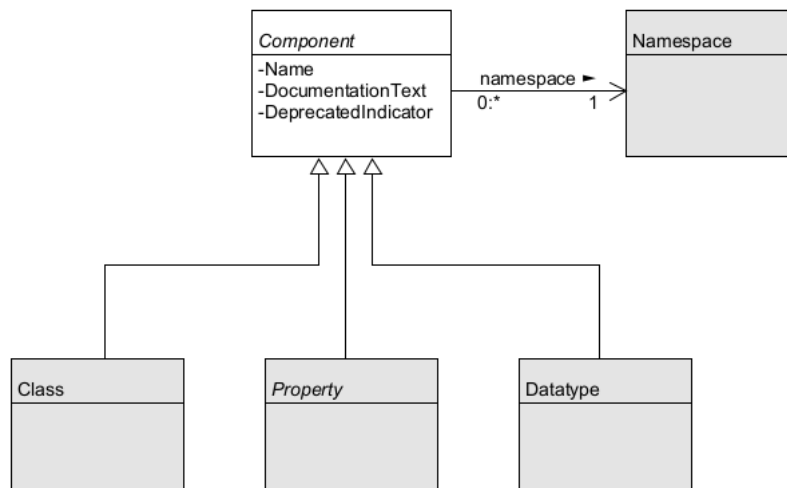 Component
-Name
-DocumentationText
-DeprecatedIndicator
namespace ►
0:* 1
Namespace
Class
Property
Datatype